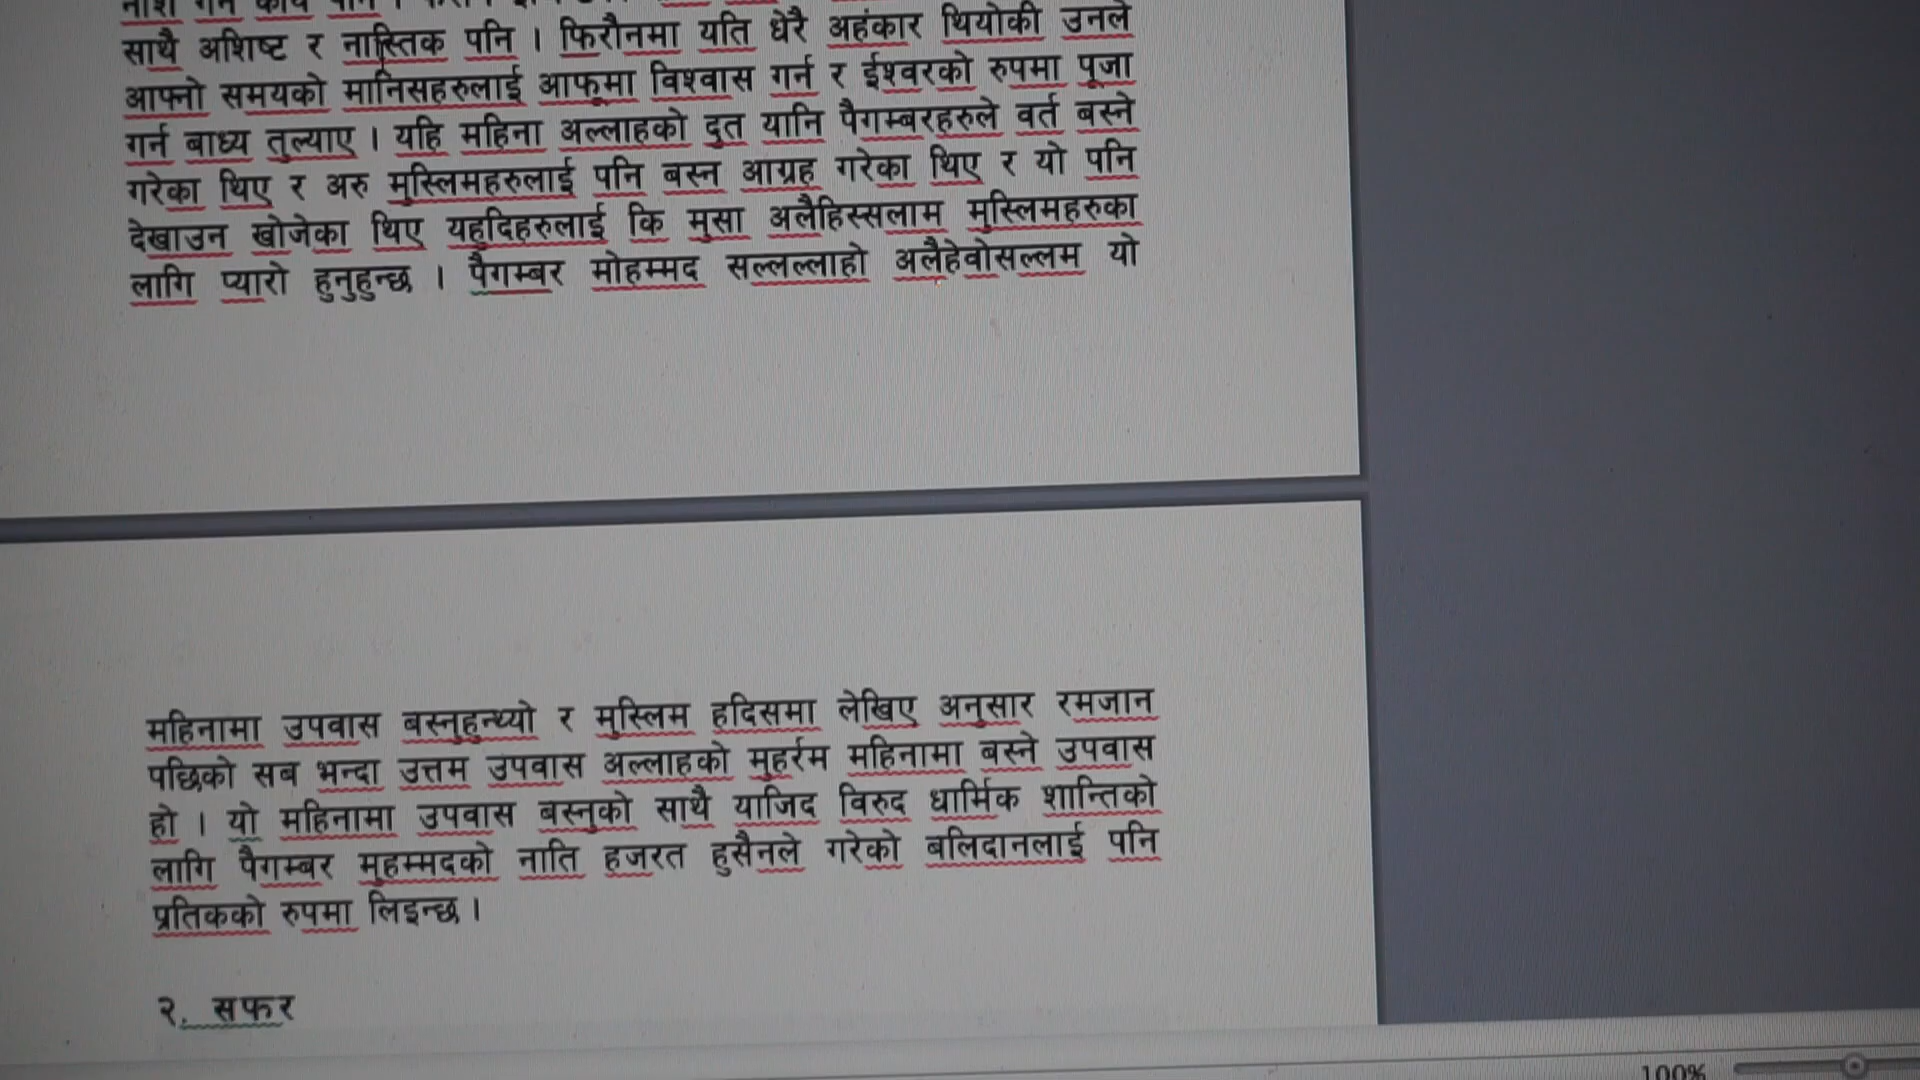 साथै अशिष्ट र नास्तिक पनि । फिरौनमा यति धेरै अहंकार थियोकी उनले
आफ्नो समयको मानिसहरुलाई आफूमा विश्वास गर्न र ईश्वरको रुपमा पूजा
गर्न बाध्य तुल्याए । यहि महिना अल्लाहको दुत यानि पैगम्बरहरुले वर्त बस्ने
गरेका थिए र अरु मुस्लिमहरुलाई पनि बस्न आग्रह गरेका थिए र यो पनि
देखाउन खोजेका थिए यहुदिहरुलाई कि मुसा अलैहिस्सलाम मुस्लिमहरुका
लागि प्यारो हुनुहुन्छ । पैगम्बर मोहम्मद सल्लल्लाहो अलैहेवोसल्लम यो
महिनामा उपवास बस्नुहुन्थ्यो र मुस्लिम हदिसमा लेखिए अनुसार रमजान
पछिको सब भन्दा उत्तम उपवास अल्लाहको मुहर्रम महिनामा बस्ने उपवास
हो । यो महिनामा उपवास बस्नुको साथै याजिद विरुद धार्मिक शान्तिको
लागि पैगम्बर मुहम्मदको नाति हजरत हुसैनले गरेको बलिदानलाई पनि
प्रतिकको रुपमा लिइन्छ ।
२. सफर
100%